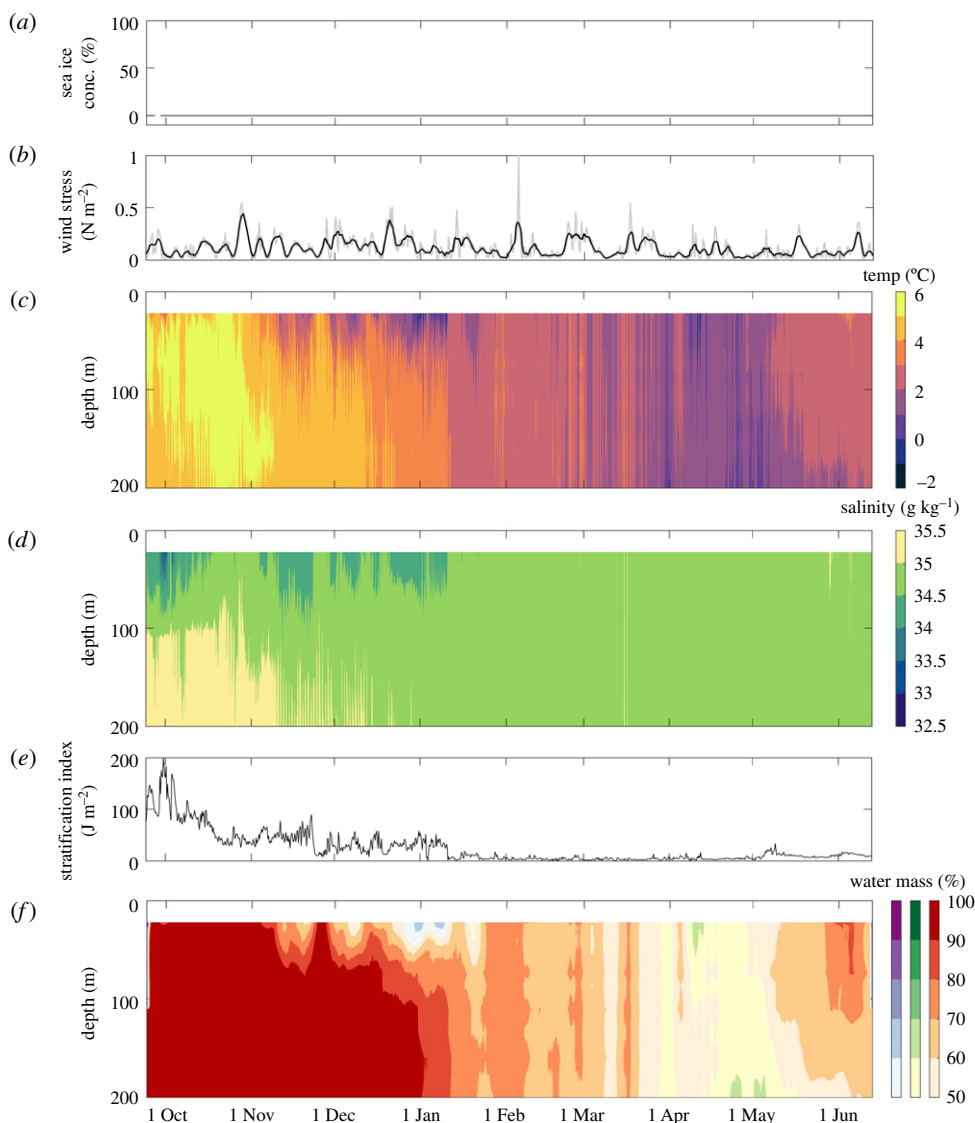 (a)
100
50
0
sea ice
conc. (%)
(b)
1
0.5
0
wind stress
(N m–2)
temp (ºC)
(c)
0
100
200
depth (m)
6
4
2
0
–2
salinity (g kg–1)
(d)
0
100
200
depth (m)
35.5
35
34.5
34
33.5
33
32.5
(e)
200
100
0
stratification index
(J m–2)
water mass (%)
(f)
0
100
200
depth (m)
100
90
80
70
60
50
1 Oct 1 Nov 1 Dec 1 Jan 1 Feb 1 Mar 1 Apr 1 May 1 Jun